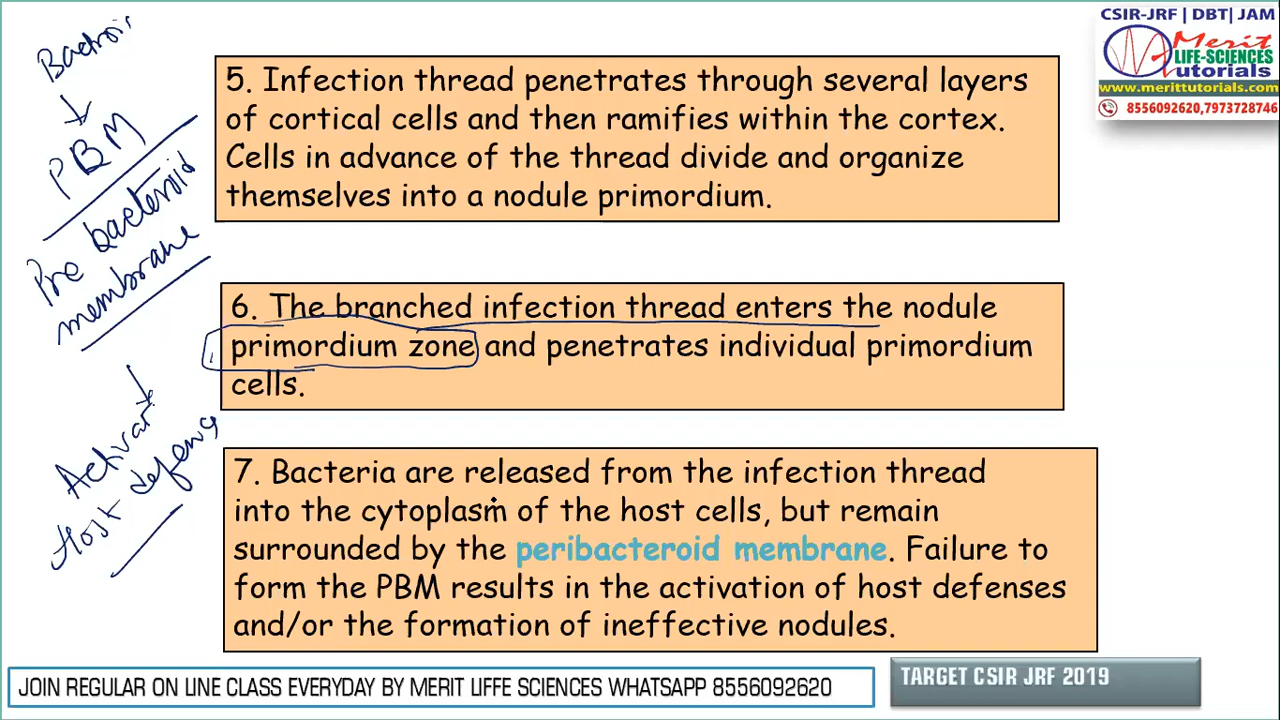 CSIR-JRF | DBT| JAM
Merit
LIFE-SCIENCES
utorials
www.merittutorials.com
8556092620,7973728746
PBM
Pre bacteroid
membrane
Host defens
5. Infection thread penetrates through several layers
of cortical cells and then ramifies within the cortex.
Cells in advance of the thread divide and organize
themselves into a nodule primordium.
6. The branched infection thread enters the nodule
primordium zone and penetrates individual primordium
cells.
7. Bacteria are released from the infection thread
into the cytoplasm of the host cells, but remain
surrounded by the peribacteroid membrane. Failure to
form the PBM results in the activation of host defenses
and/or the formation of ineffective nodules.
JOIN REGULAR ON LINE CLASS EVERYDAY BY MERIT LIFFE SCIENCES WHATSAPP 8556092620
TARGET CSIR JRF 2019